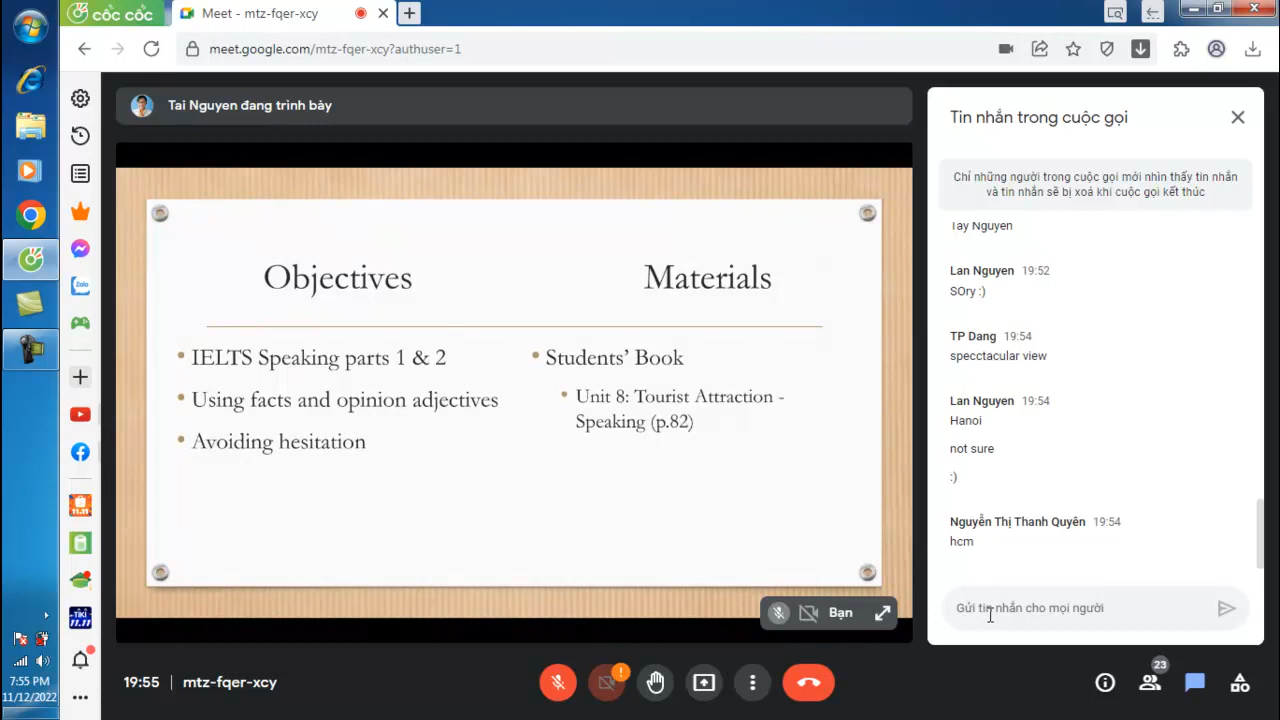 cốc cốc
Meet - mtz-fqer-xcy
meet.google.com/mtz-fqer-xcy?authuser=1
Tai Nguyen đang trình bày
Objectives
Materials
• IELTS Speaking parts 1 & 2
• Using facts and opinion adjectives
• Avoiding hesitation
• Students' Book
• Unit 8: Tourist Attraction -
Speaking (p.82)
Bạn
Tin nhắn trong cuộc gọi
Chỉ những người trong cuộc gọi mới nhìn thấy tin nhắn
và tin nhắn sẽ bị xoá khi cuộc gọi kết thúc
Tay Nguyen
Lan Nguyen 19:52
SOry :)
TP Dang 19:54
specctacular view
Lan Nguyen 19:54
Hanoi
not sure
:)
Nguyễn Thị Thanh Quyên 19:54
hcm
Gửi tin nhắn cho mọi người
Zalo
11.11
TIKI
11.11
7:55 PM
11/12/2022
19:55 | mtz-fqer-xcy
!
23